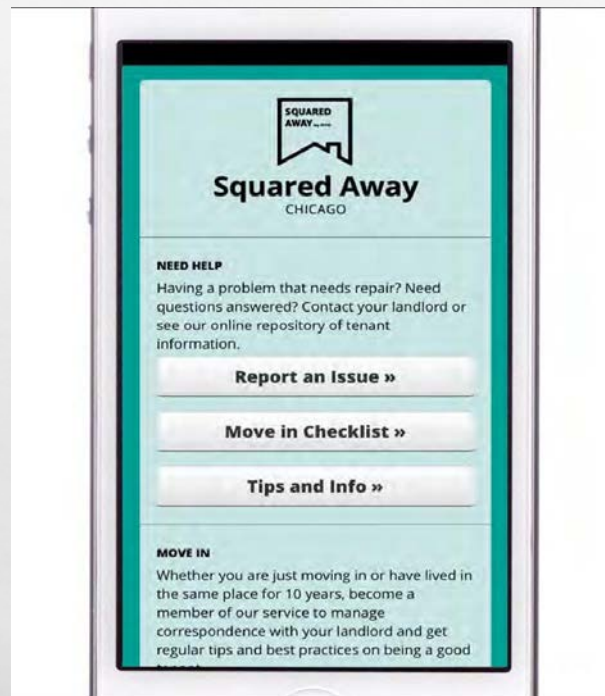 SQUARED
AWAY
Squared Away
CHICAGO
NEED HELP
Having a problem that needs repair? Need
questions answered? Contact your landlord or
see our online repository of tenant
information.
Report an Issue »
Move in Checklist »
Tips and Info »
MOVE IN
Whether you are just moving in or have lived in
the same place for 10 years, become a
member of our service to manage
correspondence with your landlord and get
regular tips and best practices on being a good